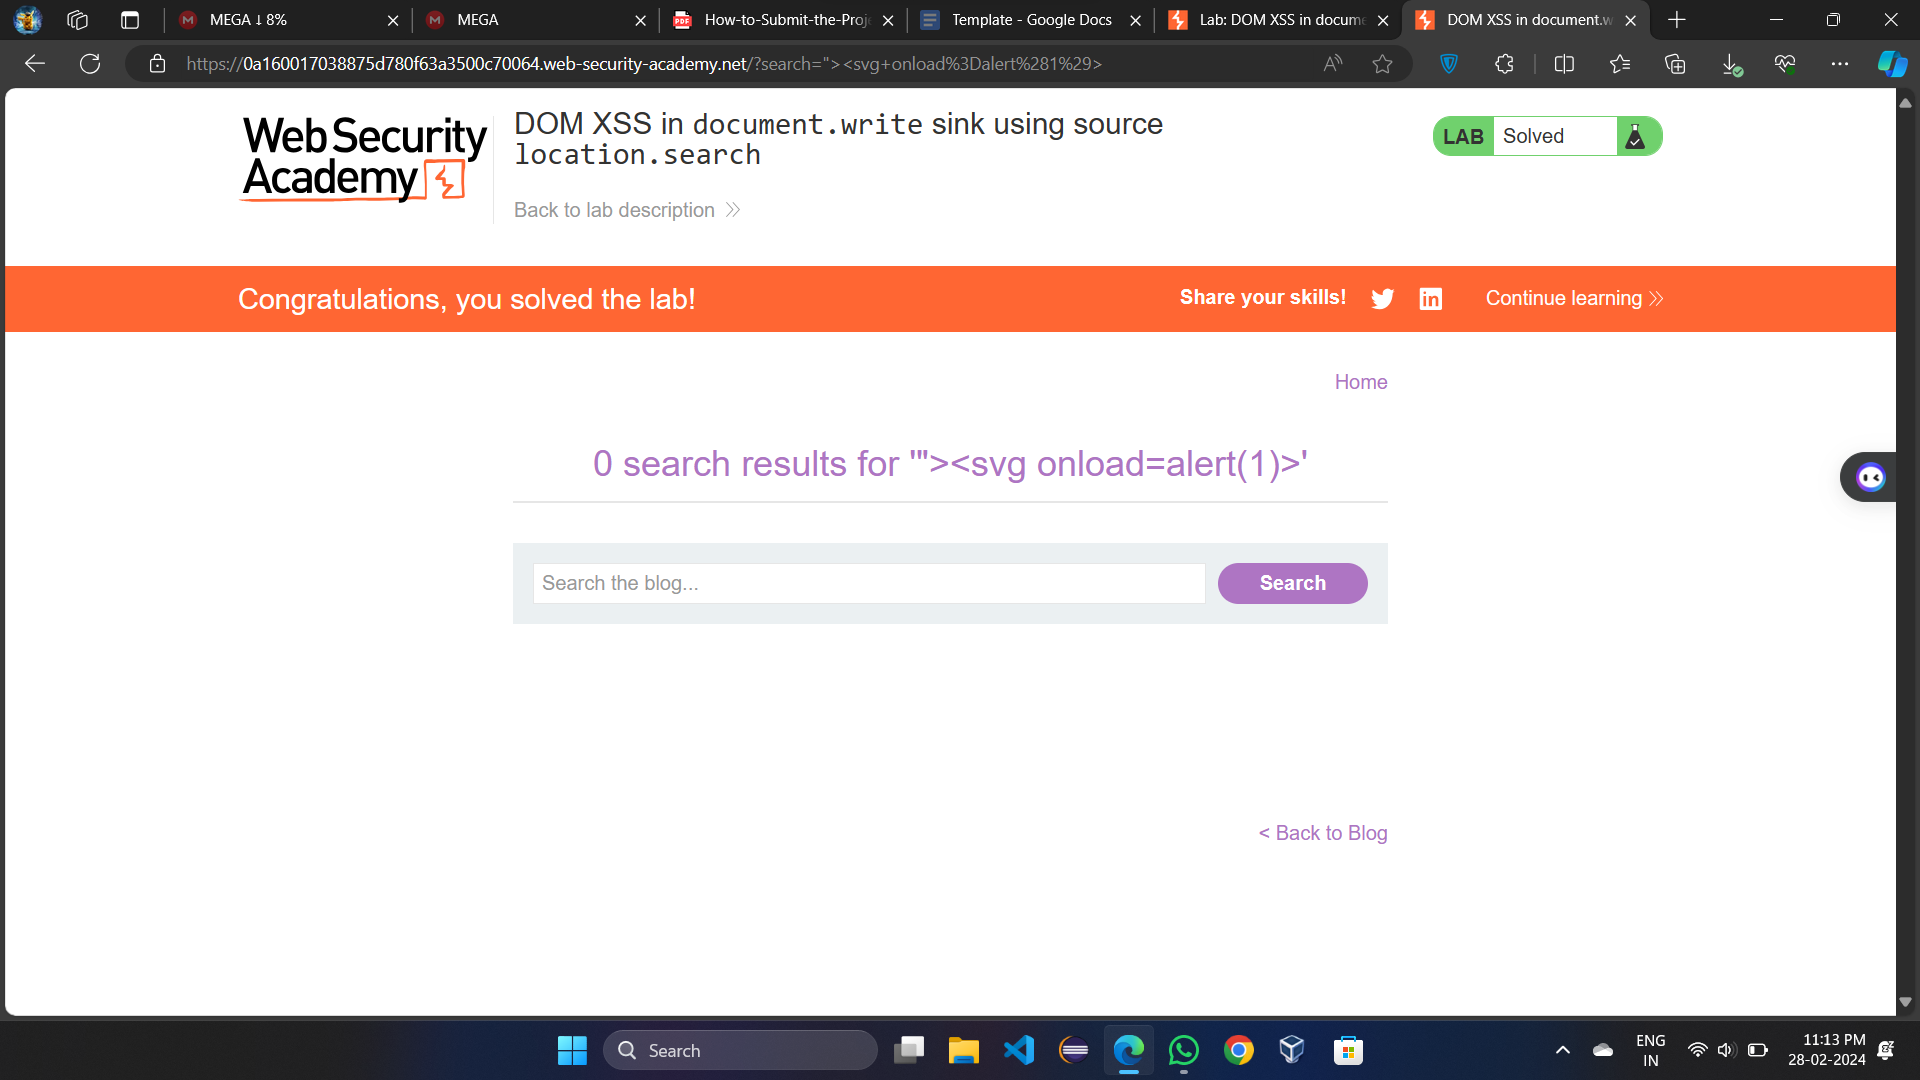 MEGA ↓ 8%
MEGA
How-to-Submit-the-Proje
Template - Google Docs
Lab: DOM XSS in docume
DOM XSS in document.w
https://0a160017038875d780f63a3500c70064.web-security-academy.net/?search="><svg+onload%3Dalert%281%29>
Web Security
Academy
DOM XSS in document.write sink using source
location.search
Back to lab description
LAB Solved
Congratulations, you solved the lab!
Share your skills!
Continue learning
Home
0 search results for '"><svg onload=alert(1)>'
Search the blog...
Search
< Back to Blog
Search
ENG
IN
11:13 PM
28-02-2024